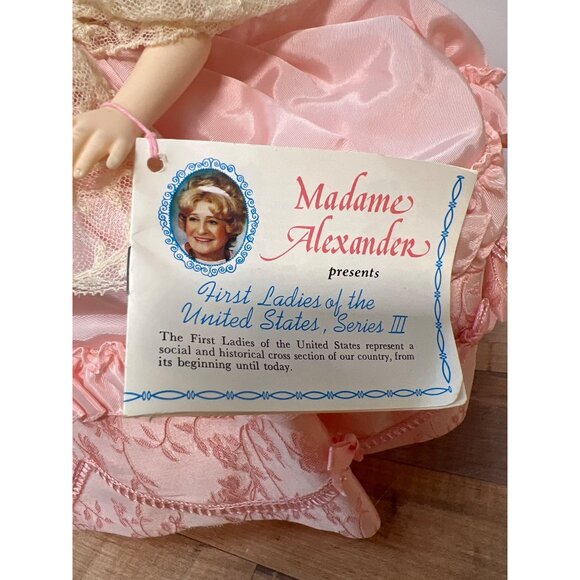 Madame
Alexander
presents
First Ladies of the
United States, Series III
The First Ladies of the United States represent a
social and historical cross section of our country, from
its beginning until today.